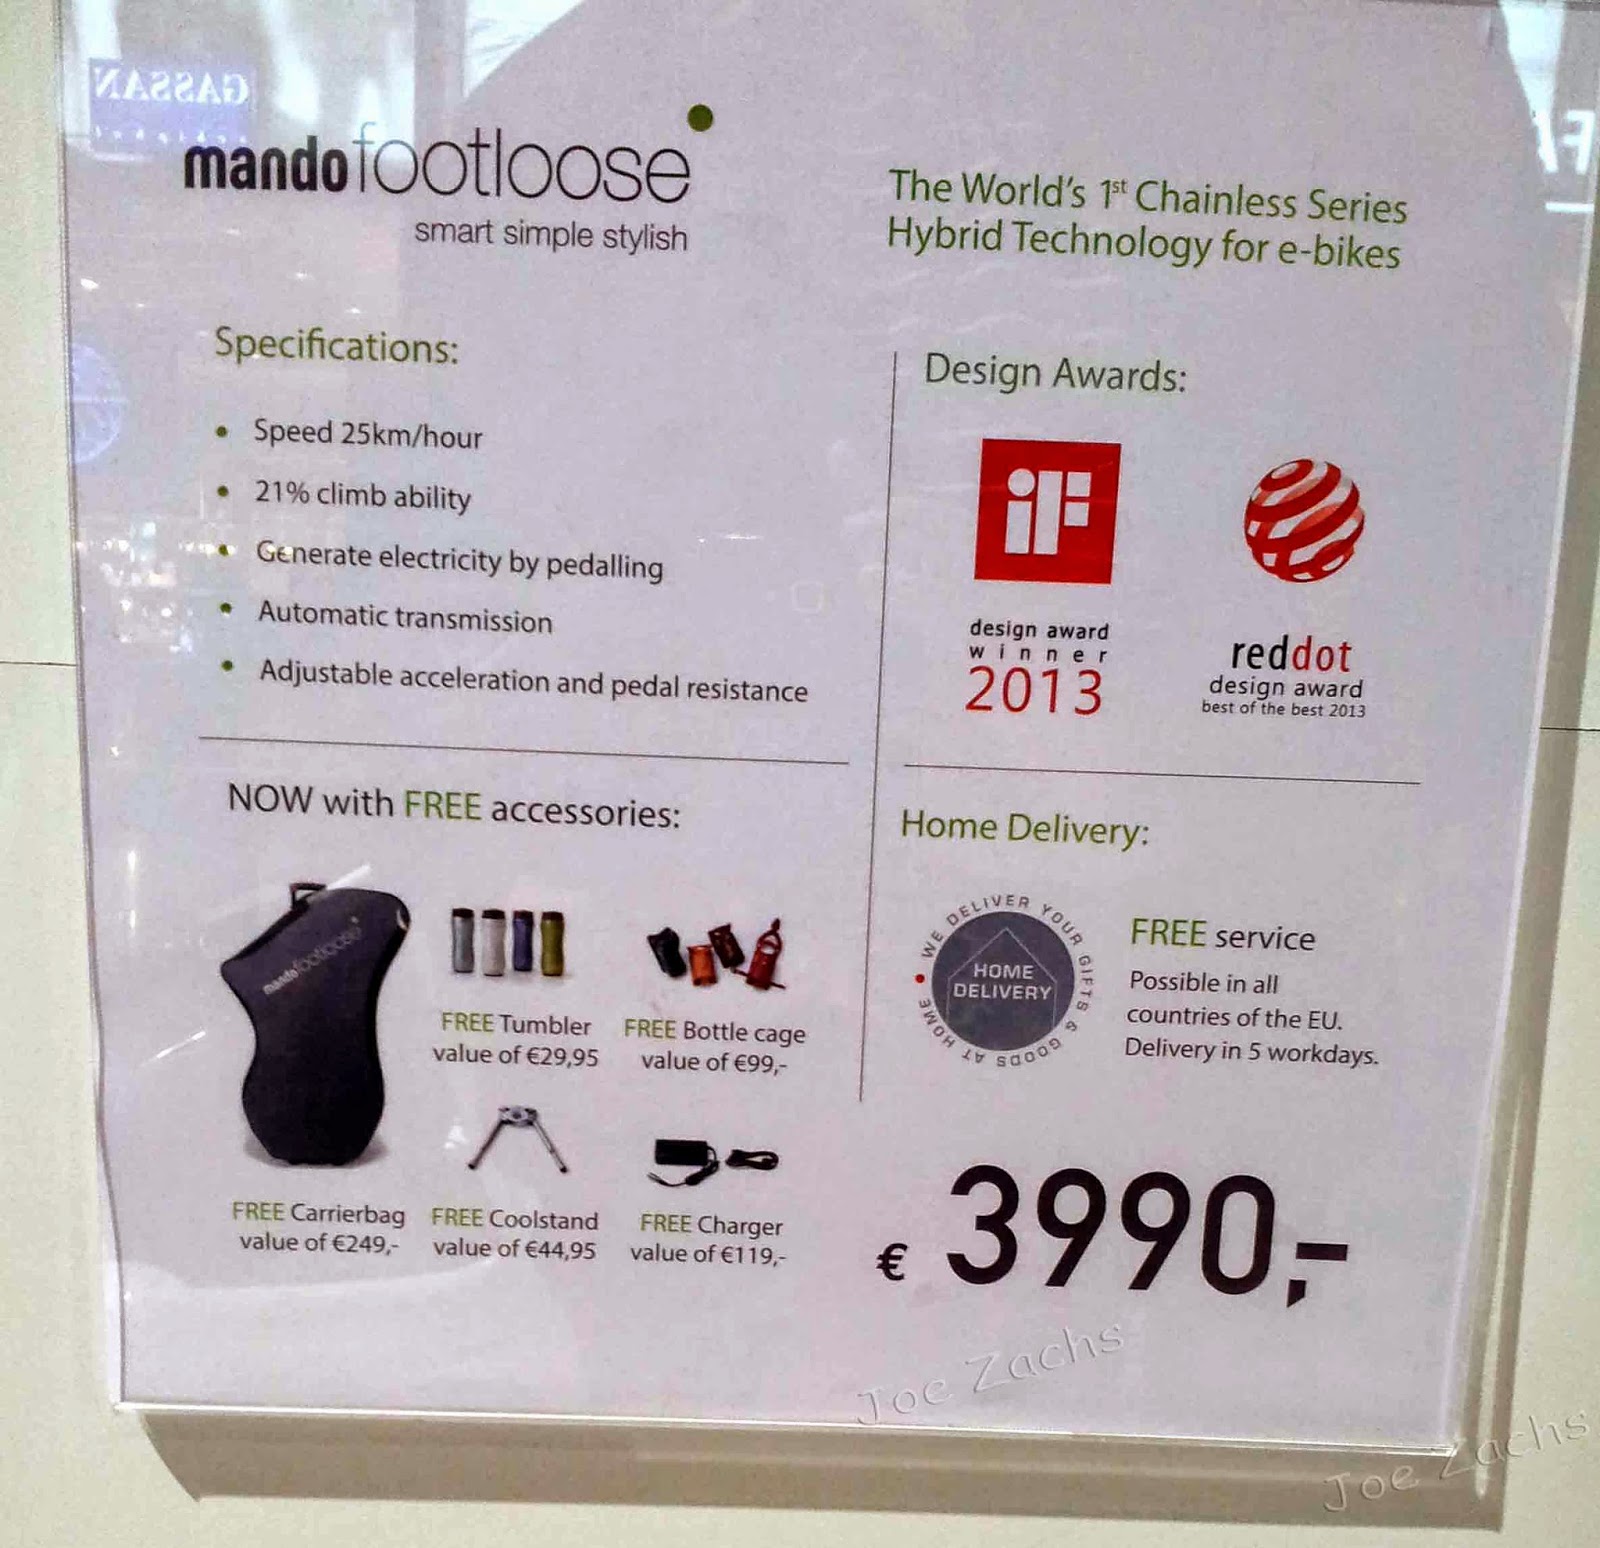 GASSAN
mandofootloose
smart simple stylish
The World's 1st Chainless Series
Hybrid Technology for e-bikes
Specifications:
• Speed 25km/hour
• 21% climb ability
• Generate electricity by pedalling
• Automatic transmission
• Adjustable acceleration and pedal resistance
Design Awards:
iF
design award
winner
2013
reddot
design award
best of the best 2013
NOW with FREE accessories:
mandofootloose
FREE Tumbler
value of €29,95
FREE Bottle cage
value of €99,-
FREE Carrierbag
value of €249,-
FREE Coolstand
value of €44,95
FREE Charger
value of €119,-
Home Delivery:
WE DELIVER YOUR GIFTS & GOODS AT HOME
HOME
DELIVERY
FREE service
Possible in all
countries of the EU.
Delivery in 5 workdays.
€ 3990,-
Joe Zachs
Joe Zachs